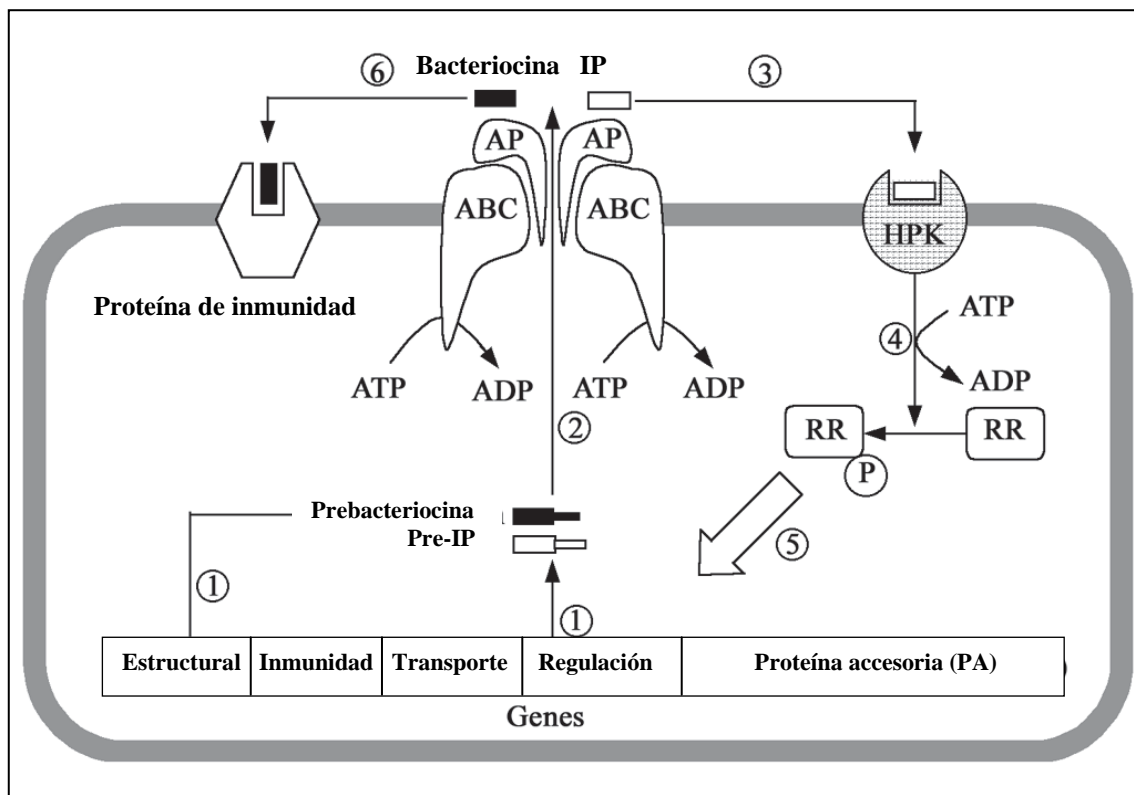 ⑥ Bacteriocina IP ③
AP AP
ABC ABC
HPK
Proteína de inmunidad
ATP ADP ATP ADP
④ ATP
ADP
②
RR RR
P
Prebacteriocina
Pre-IP
⑤
① ①
Estructural Inmunidad Transporte Regulación Proteína accesoria (PA)
Genes